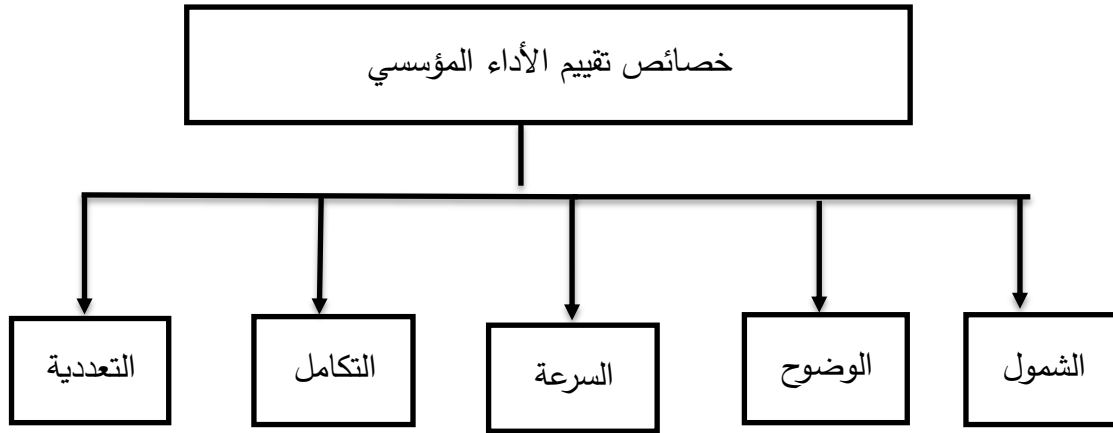 خصائص تقييم الأداء المؤسسي
الشمول
الوضوح
السرعة
التكامل
التعددية